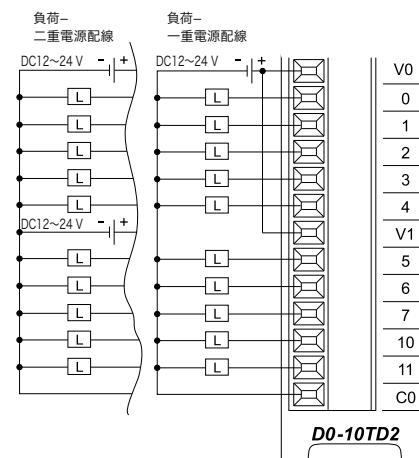 負荷–
二重電源配線
負荷–
一重電源配線
DC12～24 V - +
DC12～24 V - +
V0
L L 0
L L 1
L L 2
L L 3
L L 4
DC12～24 V - +
V1
L L 5
L L 6
L L 7
L L 10
L L 11
C0
D0-10TD2